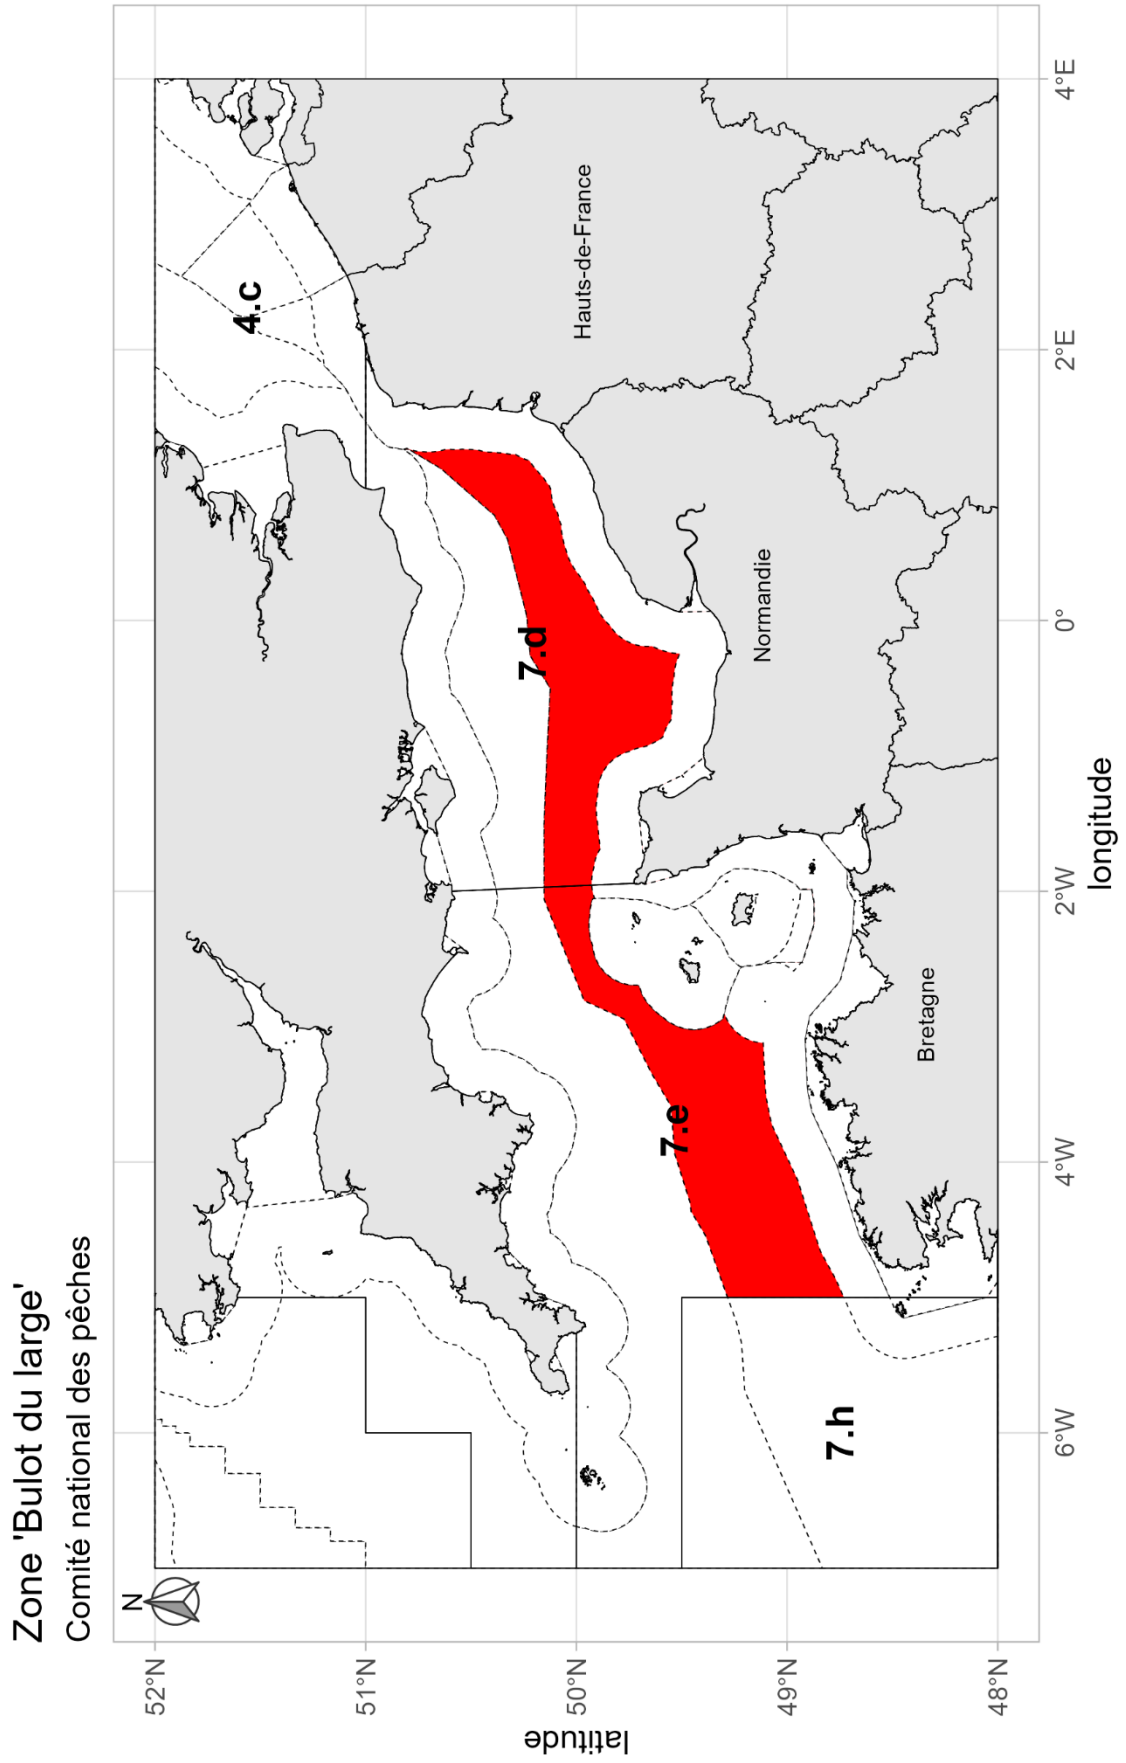 Zone 'Bulot du large'
Comité national des pêches
N
52°N
51°N
50°N
49°N
48°N
latitude
4.c
7.d
7.e
7.h
Hauts-de-France
Normandie
Bretagne
6°W
4°W
2°W
0°
2°E
4°E
longitude